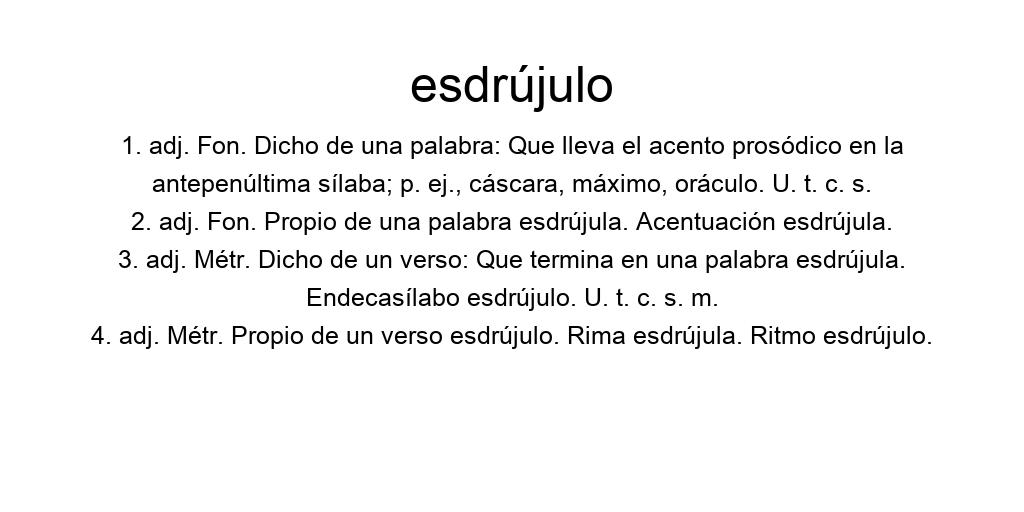 esdrújulo
1. adj. Fon. Dicho de una palabra: Que lleva el acento prosódico en la
antepenúltima sílaba; p. ej., cáscara, máximo, oráculo. U. t. c. s.
2. adj. Fon. Propio de una palabra esdrújula. Acentuación esdrújula.
3. adj. Métr. Dicho de un verso: Que termina en una palabra esdrújula.
Endecasílabo esdrújulo. U. t. c. s. m.
4. adj. Métr. Propio de un verso esdrújulo. Rima esdrújula. Ritmo esdrújulo.